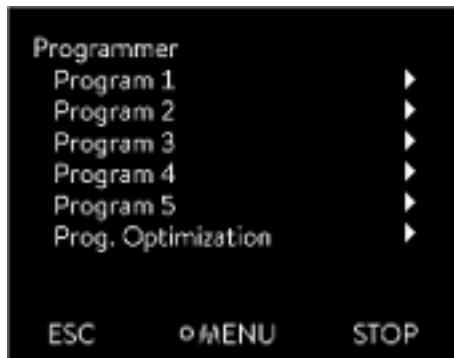 Programmer
Program 1
Program 2
Program 3
Program 4
Program 5
Prog. Optimization
ESC MENU STOP